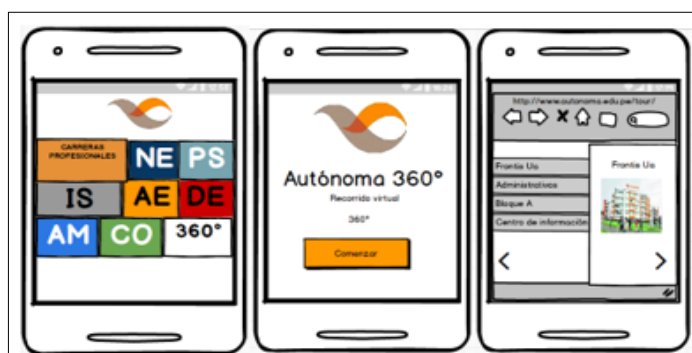 CARRERAS
PROFESIONALES
NE
PS
IS
AE
DE
AM
CO
360°
Autónoma 360°
Recorrido virtual
360°
Comenzar
http://www.autonoma.edu.pe/tour/
Frontis Ua
Administrativos
Bloque A
Centro de información
Frontis Ua